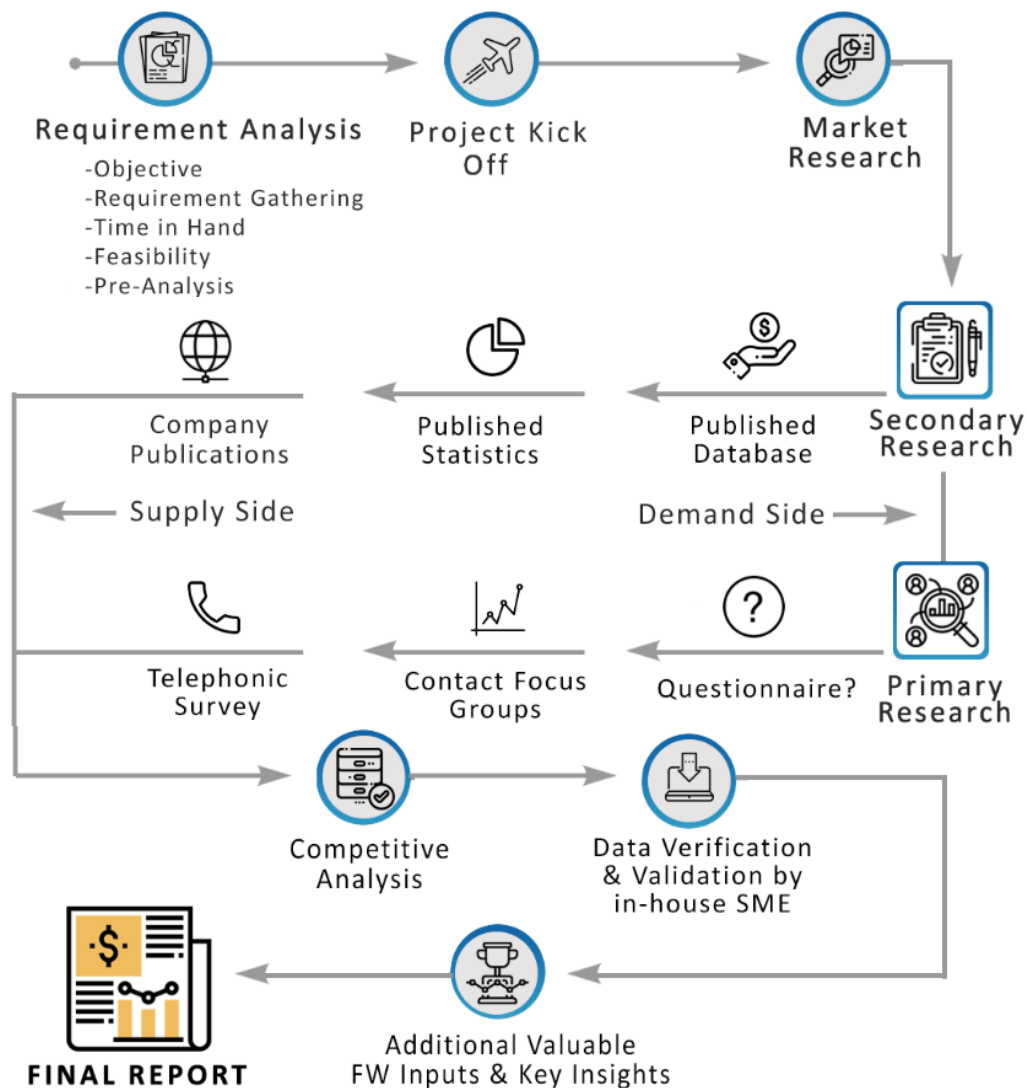 Requirement Analysis
-Objective
-Requirement Gathering
-Time in Hand
-Feasibility
-Pre-Analysis
Project Kick
Off
Market
Research
Company
Publications
Published
Statistics
$
Published
Database
Secondary
Research
Supply Side
Demand Side
Telephonic
Survey
Contact Focus
Groups
?
Questionnaire?
Primary
Research
Competitive
Analysis
Data Verification
& Validation by
in-house SME
$
FINAL REPORT
Additional Valuable
FW Inputs & Key Insights